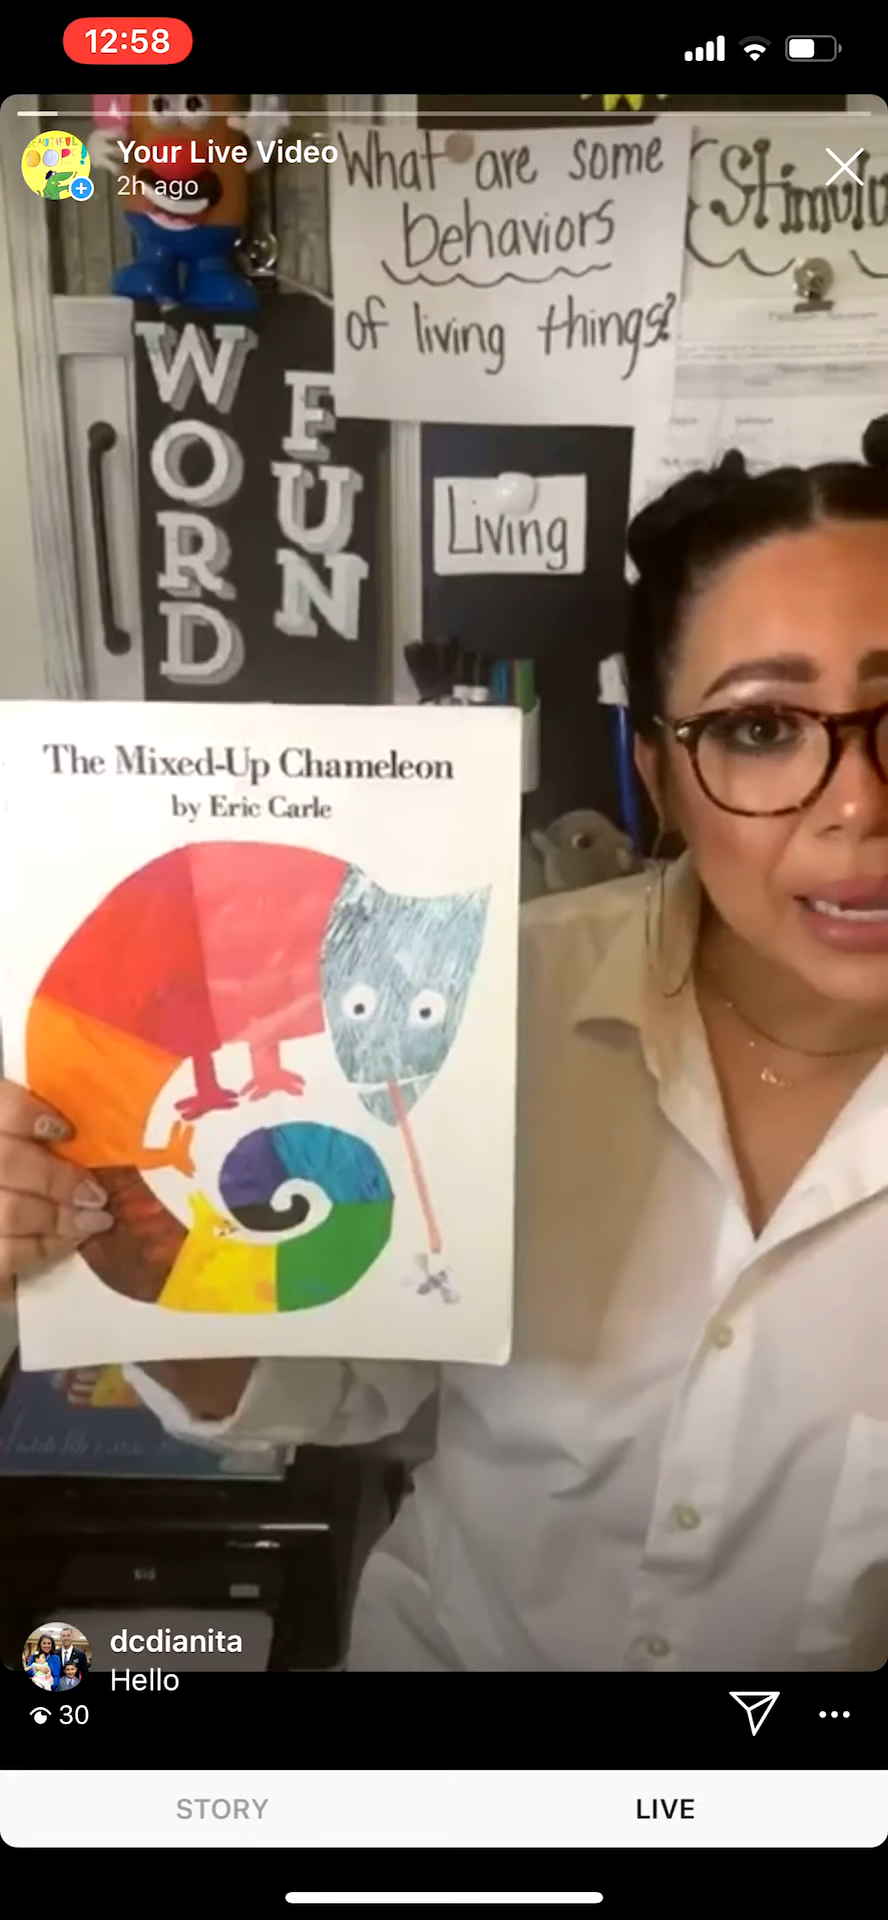 12:58
Your Live Video
2h ago
What are some
behaviors
of living things?
WORD
FUN
Living
The Mixed-Up Chameleon
by Eric Carle
dcdianita
Hello
30
STORY
LIVE